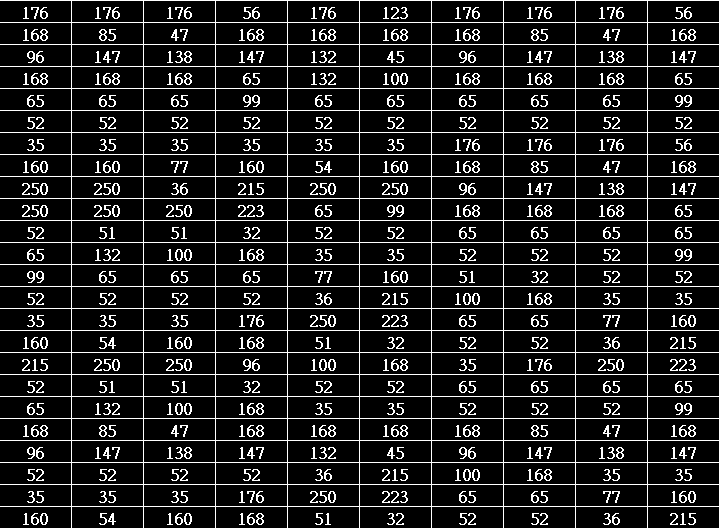 176 176 176 56 176 123 176 176 176 56
168 85 47 168 168 168 168 85 47 168
96 147 138 147 132 45 96 147 138 147
168 168 168 65 132 100 168 168 168 65
65 65 65 99 65 65 65 65 65 99
52 52 52 52 52 52 52 52 52 52
35 35 35 35 35 35 176 176 176 56
160 160 77 160 54 160 168 85 47 168
250 250 36 215 250 250 96 147 138 147
250 250 250 223 65 99 168 168 168 65
52 51 51 32 52 52 65 65 65 65
65 132 100 168 35 35 52 52 52 99
99 65 65 65 77 160 51 32 52 52
52 52 52 52 36 215 100 168 35 35
35 35 35 176 250 223 65 65 77 160
160 54 160 168 51 32 52 52 36 215
215 250 250 96 100 168 35 176 250 223
52 51 51 32 52 52 65 65 65 65
65 132 100 168 35 35 52 52 52 99
168 85 47 168 168 168 168 85 47 168
96 147 138 147 132 45 96 147 138 147
52 52 52 52 36 215 100 168 35 35
35 35 35 176 250 223 65 65 77 160
160 54 160 168 51 32 52 52 36 215